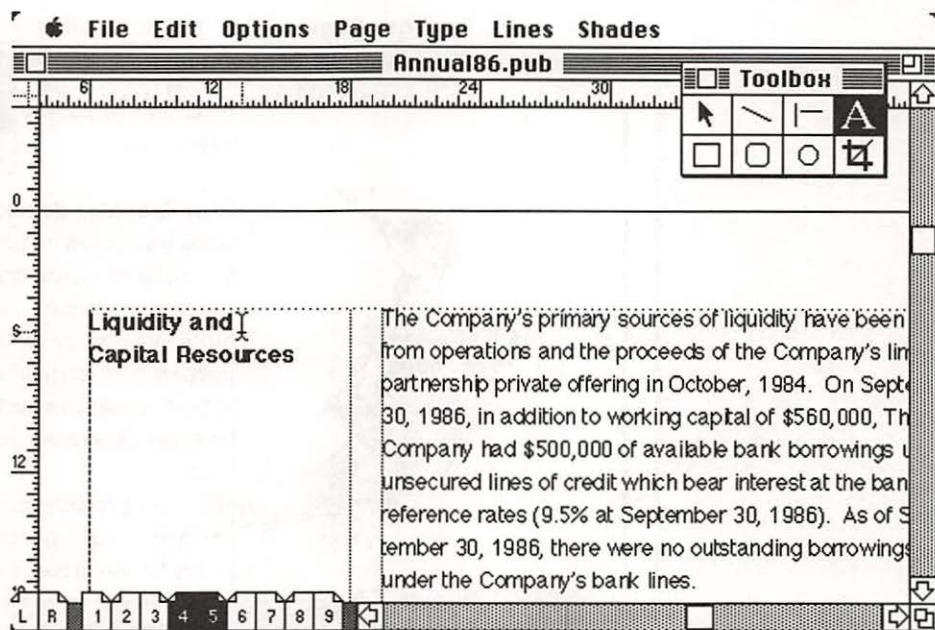 File Edit Options Page Type Lines Shades
Annual86.pub
Toolbox
6 12 18 24 30
A
0
6
12
Liquidity and
Capital Resources
The Company's primary sources of liquidity have been
from operations and the proceeds of the Company's lim
partnership private offering in October, 1984. On Septe
30, 1986, in addition to working capital of $560,000, Th
Company had $500,000 of available bank borrowings u
unsecured lines of credit which bear interest at the ban
reference rates (9.5% at September 30, 1986). As of S
tember 30, 1986, there were no outstanding borrowings
under the Company's bank lines.
L R 1 2 3 4 5 6 7 8 9